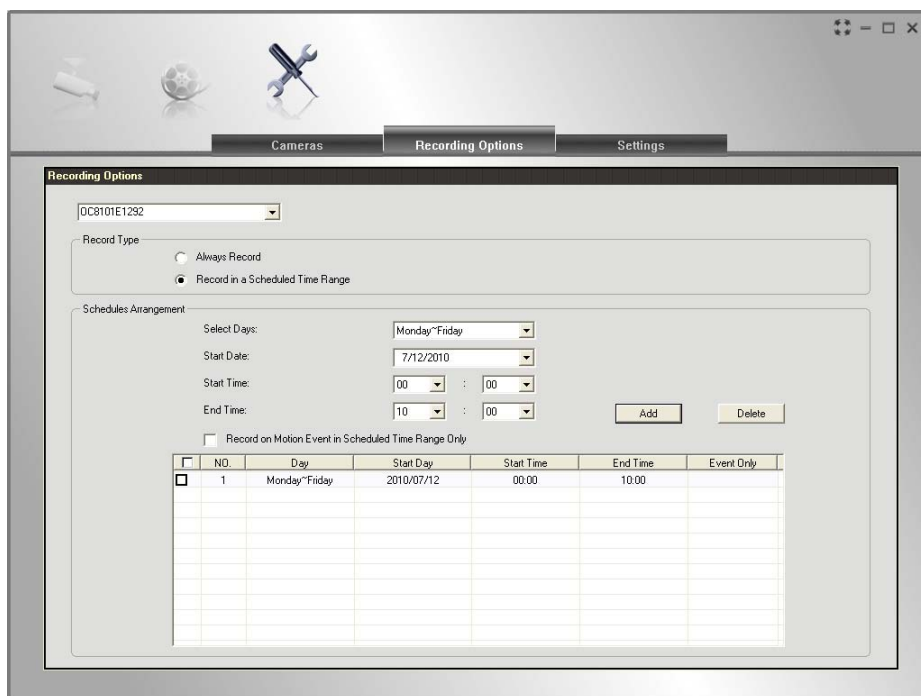 Cameras Recording Options Settings
Recording Options
OC8101E1292
Record Type
Always Record
Record in a Scheduled Time Range
Schedules Arrangement
Select Days: Monday~Friday
Start Date: 7/12/2010
Start Time: 00 : 00
End Time: 10 : 00 Add Delete
Record on Motion Event in Scheduled Time Range Only
NO. Day Start Day Start Time End Time Event Only
1 Monday~Friday 2010/07/12 00:00 10:00